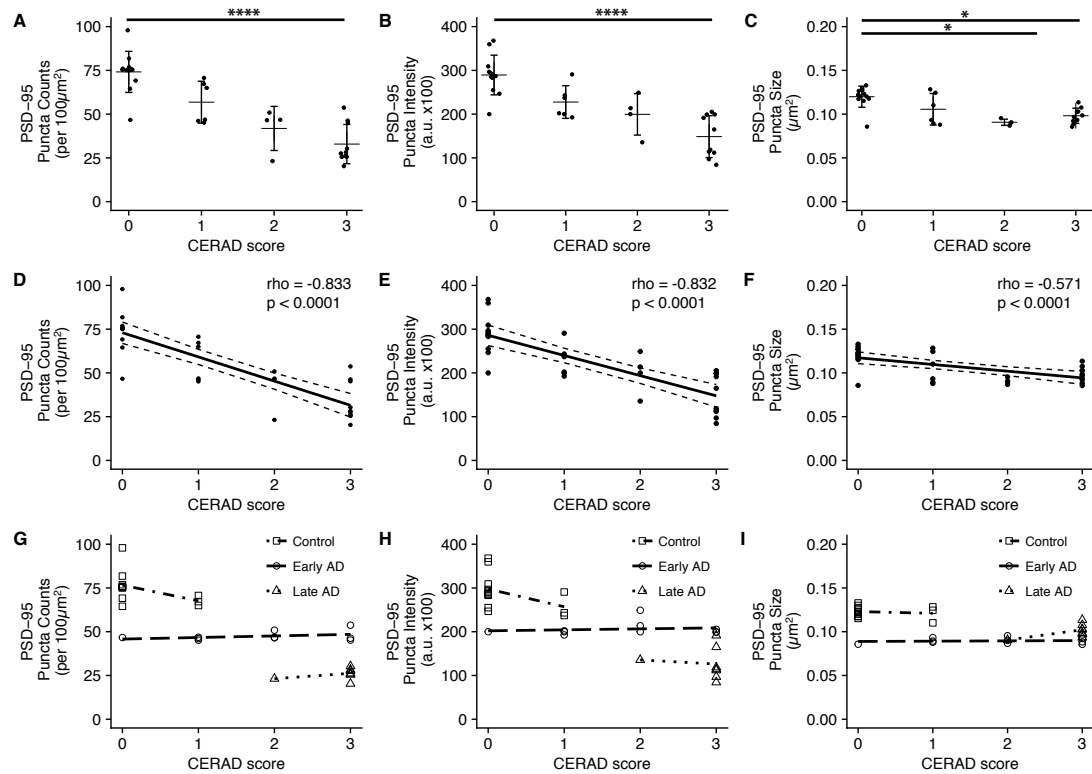 A
****
PSD−95
Puncta Counts
(per 100µm²)
100
75
50
25
0
0 1 2 3
CERAD score
B
****
PSD−95
Puncta Intensity
(a.u. x100)
400
300
200
100
0
0 1 2 3
CERAD score
C
*
*
PSD−95
Puncta Size
(µm²)
0.20
0.15
0.10
0.05
0.00
0 1 2 3
CERAD score
D
rho = -0.833
p < 0.0001
PSD−95
Puncta Counts
(per 100µm²)
100
75
50
25
0
0 1 2 3
CERAD score
E
rho = -0.832
p < 0.0001
PSD−95
Puncta Intensity
(a.u. x100)
400
300
200
100
0
0 1 2 3
CERAD score
F
rho = -0.571
p < 0.0001
PSD−95
Puncta Size
(µm²)
0.20
0.15
0.10
0.05
0.00
0 1 2 3
CERAD score
G
Control
Early AD
Late AD
PSD−95
Puncta Counts
(per 100µm²)
100
75
50
25
0
0 1 2 3
CERAD score
H
Control
Early AD
Late AD
PSD−95
Puncta Intensity
(a.u. x100)
400
300
200
100
0
0 1 2 3
CERAD score
I
Control
Early AD
Late AD
PSD−95
Puncta Size
(µm²)
0.20
0.15
0.10
0.05
0.00
0 1 2 3
CERAD score